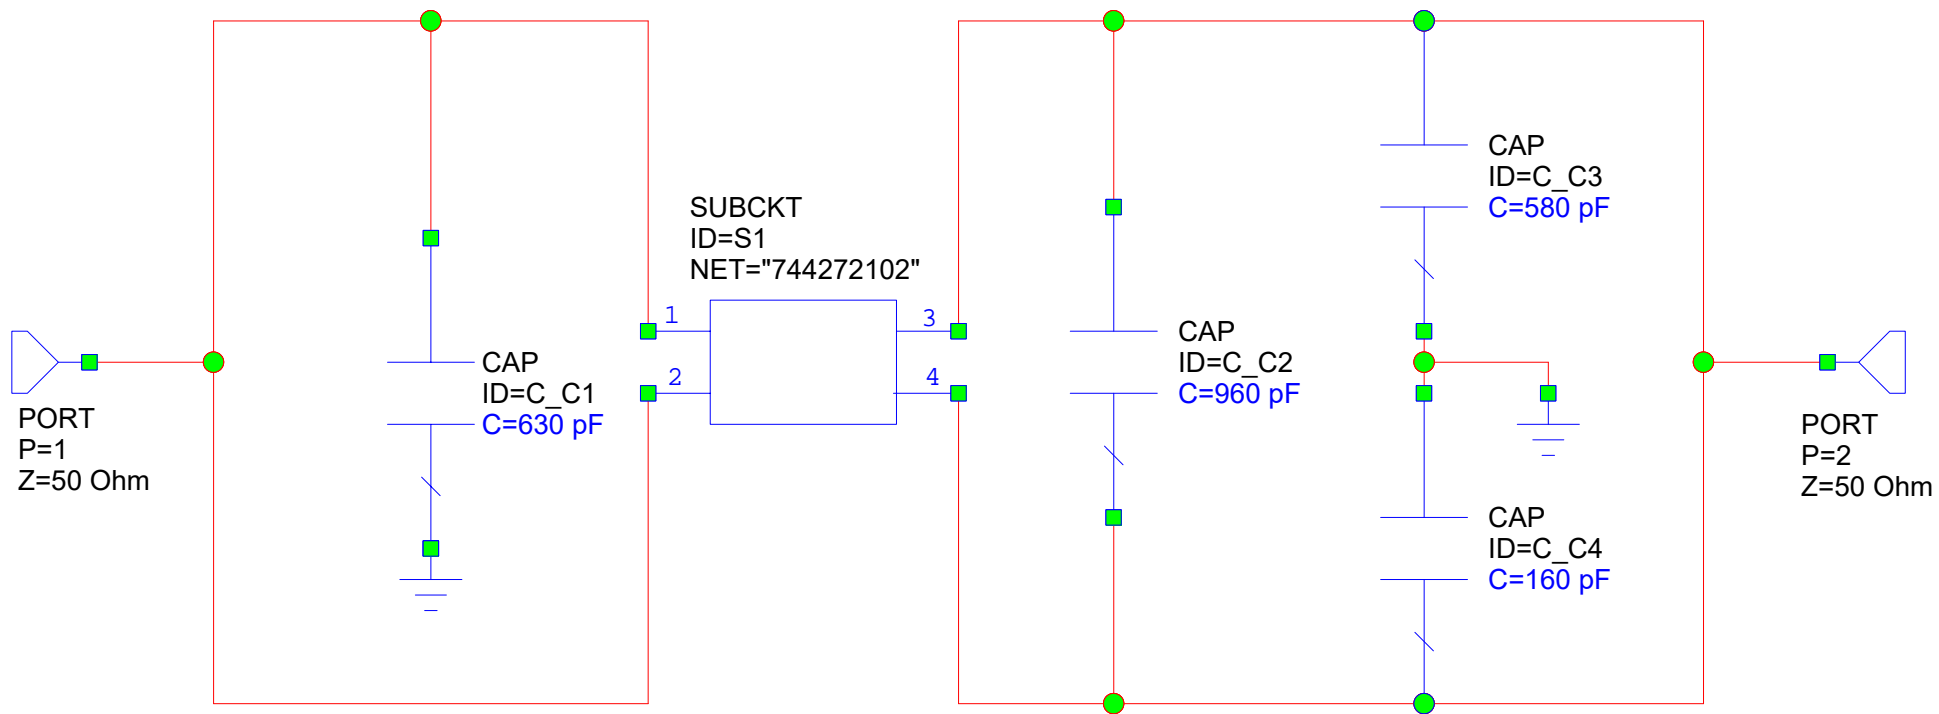 PORT
P=1
Z=50 Ohm
CAP
ID=C_C1
C=630 pF
SUBCKT
ID=S1
NET="744272102"
1
2
3
4
CAP
ID=C_C2
C=960 pF
CAP
ID=C_C3
C=580 pF
CAP
ID=C_C4
C=160 pF
PORT
P=2
Z=50 Ohm